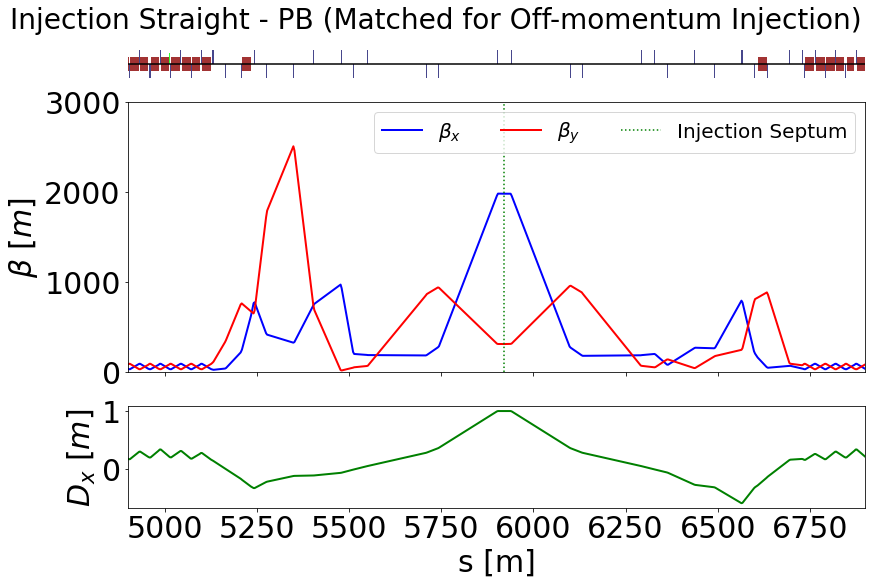 Injection Straight - PB (Matched for Off-momentum Injection)
βx βy Injection Septum
3000
2000
1000
0
β [m]
1
0
Dx [m]
5000 5250 5500 5750 6000 6250 6500 6750
s [m]